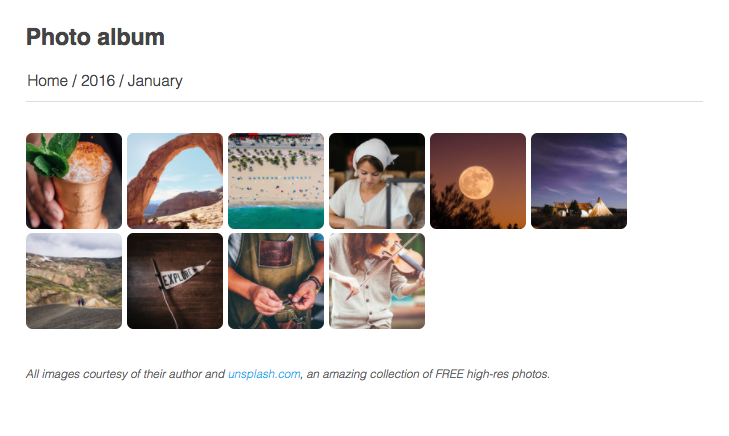 Photo album
Home / 2016 / January
EXPLORE
All images courtesy of their author and unsplash.com, an amazing collection of FREE high-res photos.